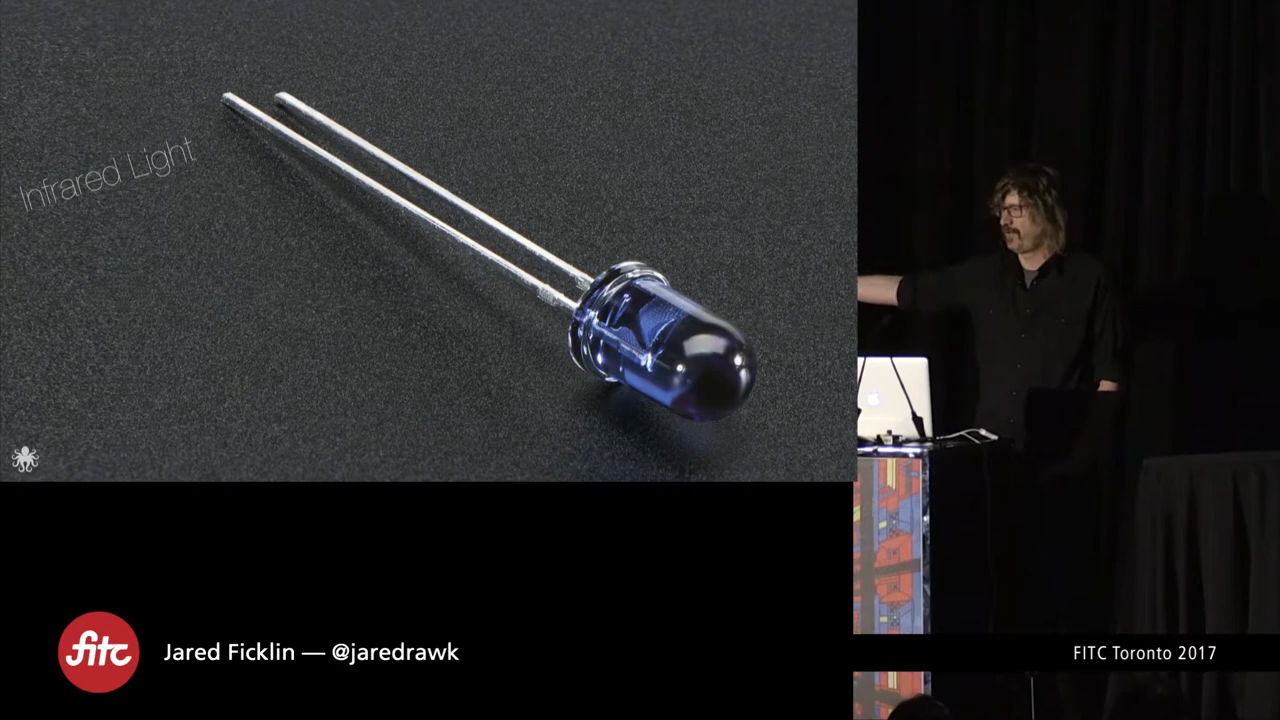 Infrared Light
fitc
Jared Ficklin — @jaredrawk
FITC Toronto 2017